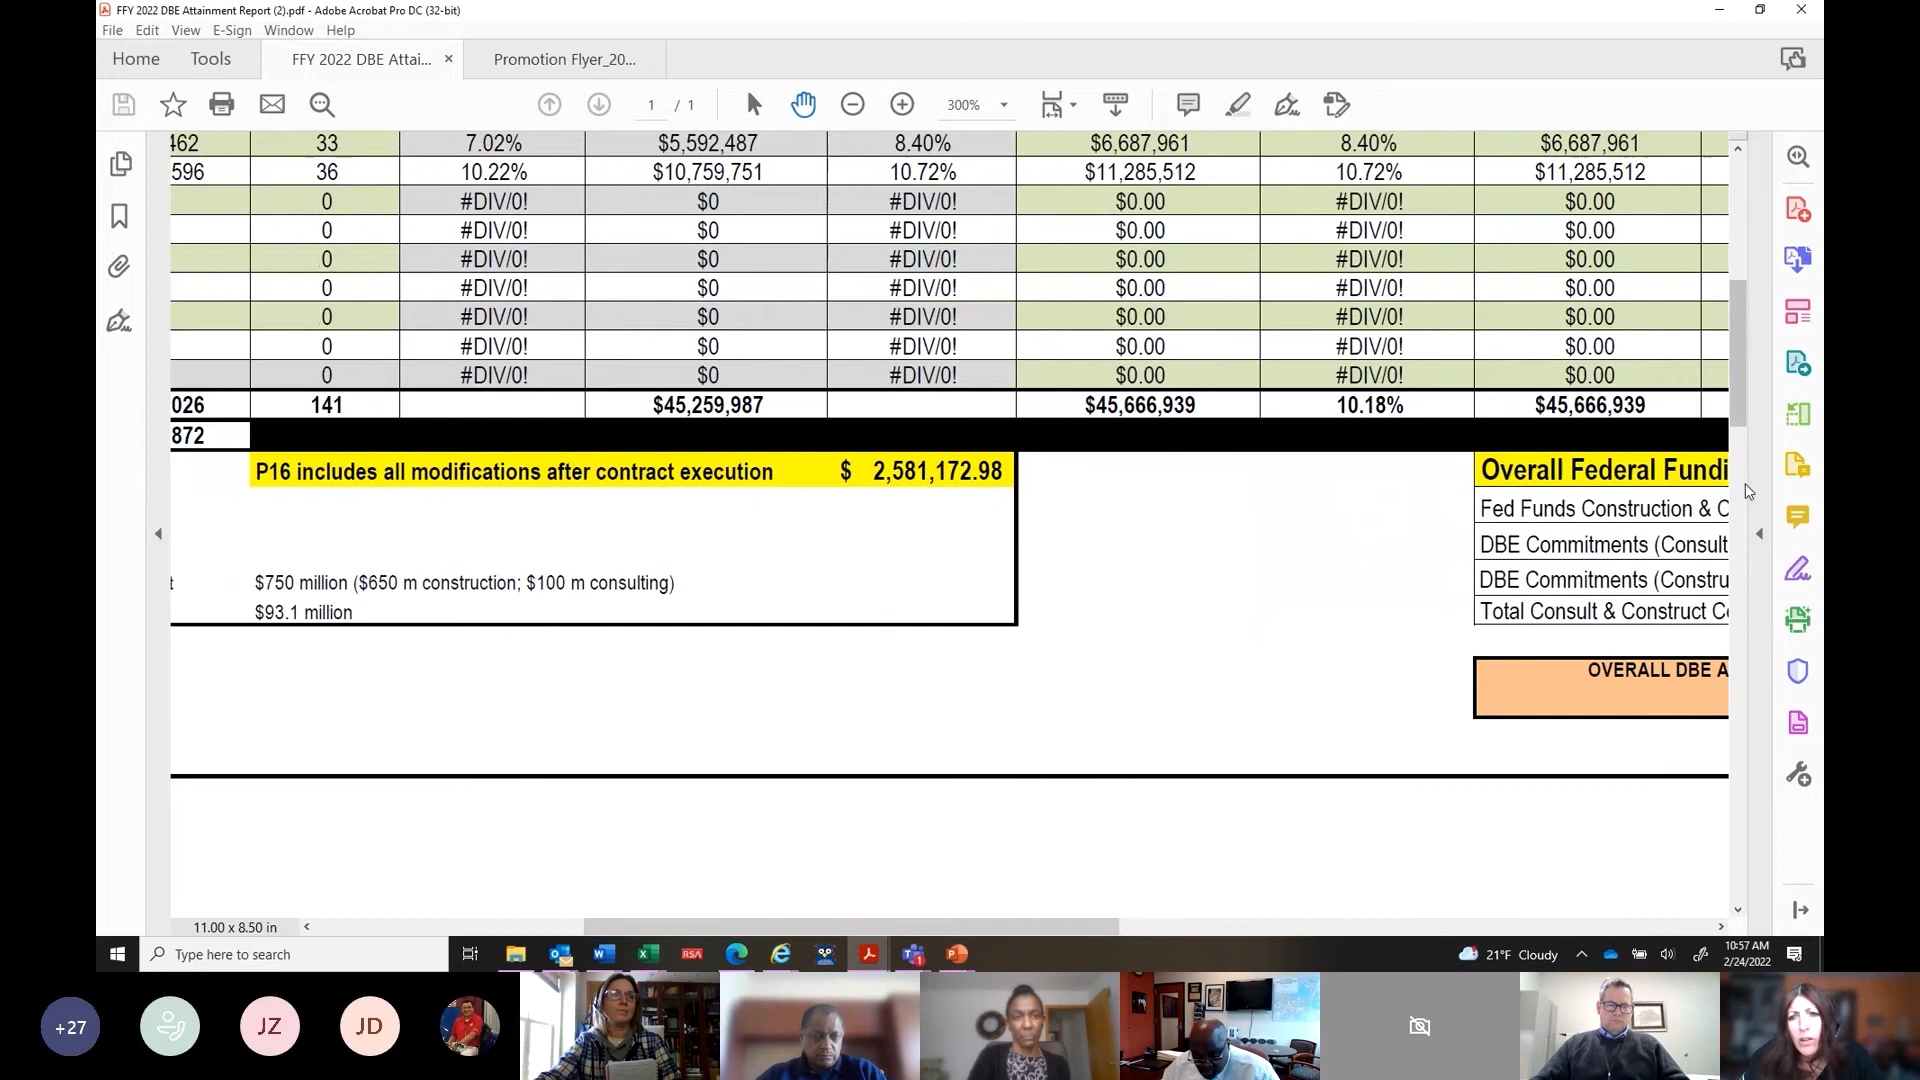 FFY 2022 DBE Attainment Report (2).pdf - Adobe Acrobat Pro DC (32-bit)
File Edit View E-Sign Window Help
Home Tools FFY 2022 DBE Attai... × Promotion Flyer_20...
1 / 1 300%
462 33 7.02% $5,592,487 8.40% $6,687,961 8.40% $6,687,961
596 36 10.22% $10,759,751 10.72% $11,285,512 10.72% $11,285,512
0 #DIV/0! $0 #DIV/0! $0.00 #DIV/0! $0.00
0 #DIV/0! $0 #DIV/0! $0.00 #DIV/0! $0.00
0 #DIV/0! $0 #DIV/0! $0.00 #DIV/0! $0.00
0 #DIV/0! $0 #DIV/0! $0.00 #DIV/0! $0.00
0 #DIV/0! $0 #DIV/0! $0.00 #DIV/0! $0.00
0 #DIV/0! $0 #DIV/0! $0.00 #DIV/0! $0.00
0 #DIV/0! $0 #DIV/0! $0.00 #DIV/0! $0.00
026 141 $45,259,987 $45,666,939 10.18% $45,666,939
872
P16 includes all modifications after contract execution $ 2,581,172.98
Overall Federal Fundi
Fed Funds Construction & C
DBE Commitments (Consult
DBE Commitments (Constru
t $750 million ($650 m construction; $100 m consulting)
$93.1 million
Total Consult & Construct Co
OVERALL DBE A
11.00 x 8.50 in
Type here to search
RSA
21°F Cloudy
10:57 AM
2/24/2022
+27 JZ JD